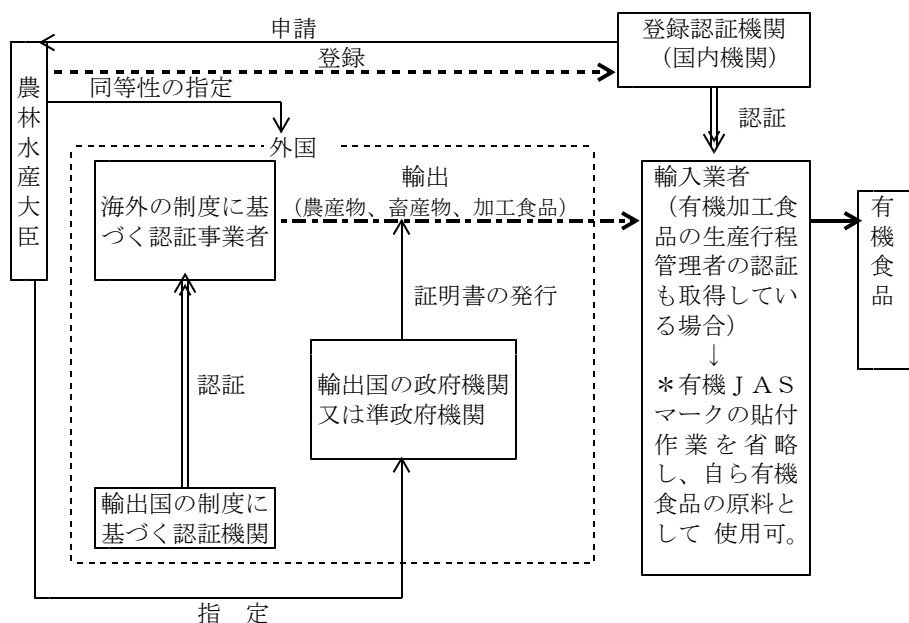 申請
登録認証機関
（国内機関）
登録
農林水産大臣
同等性の指定
認証
外国
海外の制度に基
づく認証事業者
輸出
（農産物、畜産物、加工食品）
輸入業者
（有機加工食
品の生産行程
管理者の認証
も取得してい
る場合）
↓
＊有機ＪＡＳ
マークの貼付
作業を省略
し、自ら有機
食品の原料と
して 使用可。
有機食品
証明書の発行
認証
輸出国の政府機関
又は準政府機関
輸出国の制度に
基づく認証機関
指　定